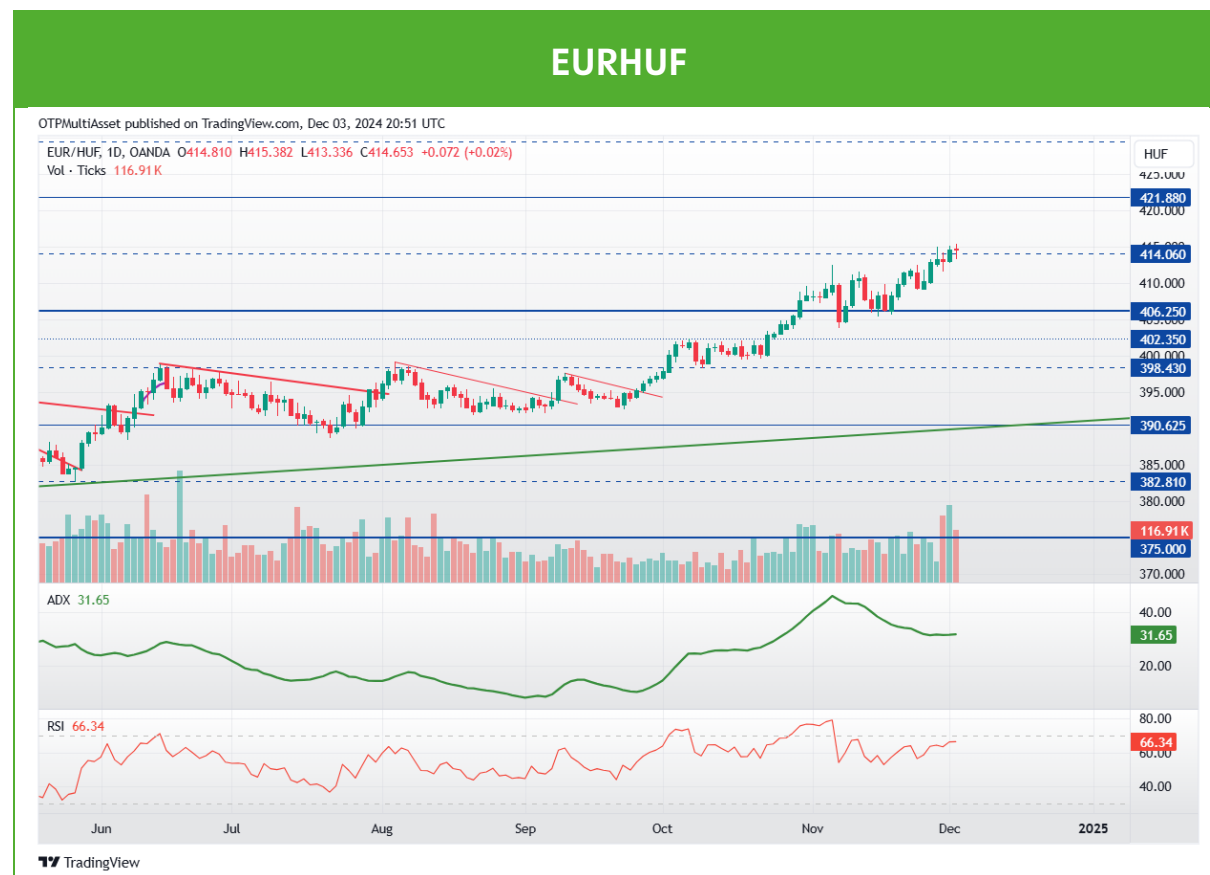 EURHUF
OTPMultiAsset published on TradingView.com, Dec 03, 2024 20:51 UTC
EUR/HUF, 1D, OANDA O414.810 H415.382 L413.336 C414.653 +0.072 (+0.02%)
Vol · Ticks 116.91K
HUF
425.000
421.880
420.000
415.000
414.060
410.000
406.250
405.000
402.350
400.000
398.430
395.000
390.625
385.000
382.810
380.000
116.91K
375.000
370.000
ADX 31.65
40.00
31.65
20.00
RSI 66.34
80.00
66.34
60.00
40.00
Jun Jul Aug Sep Oct Nov Dec 2025
TradingView